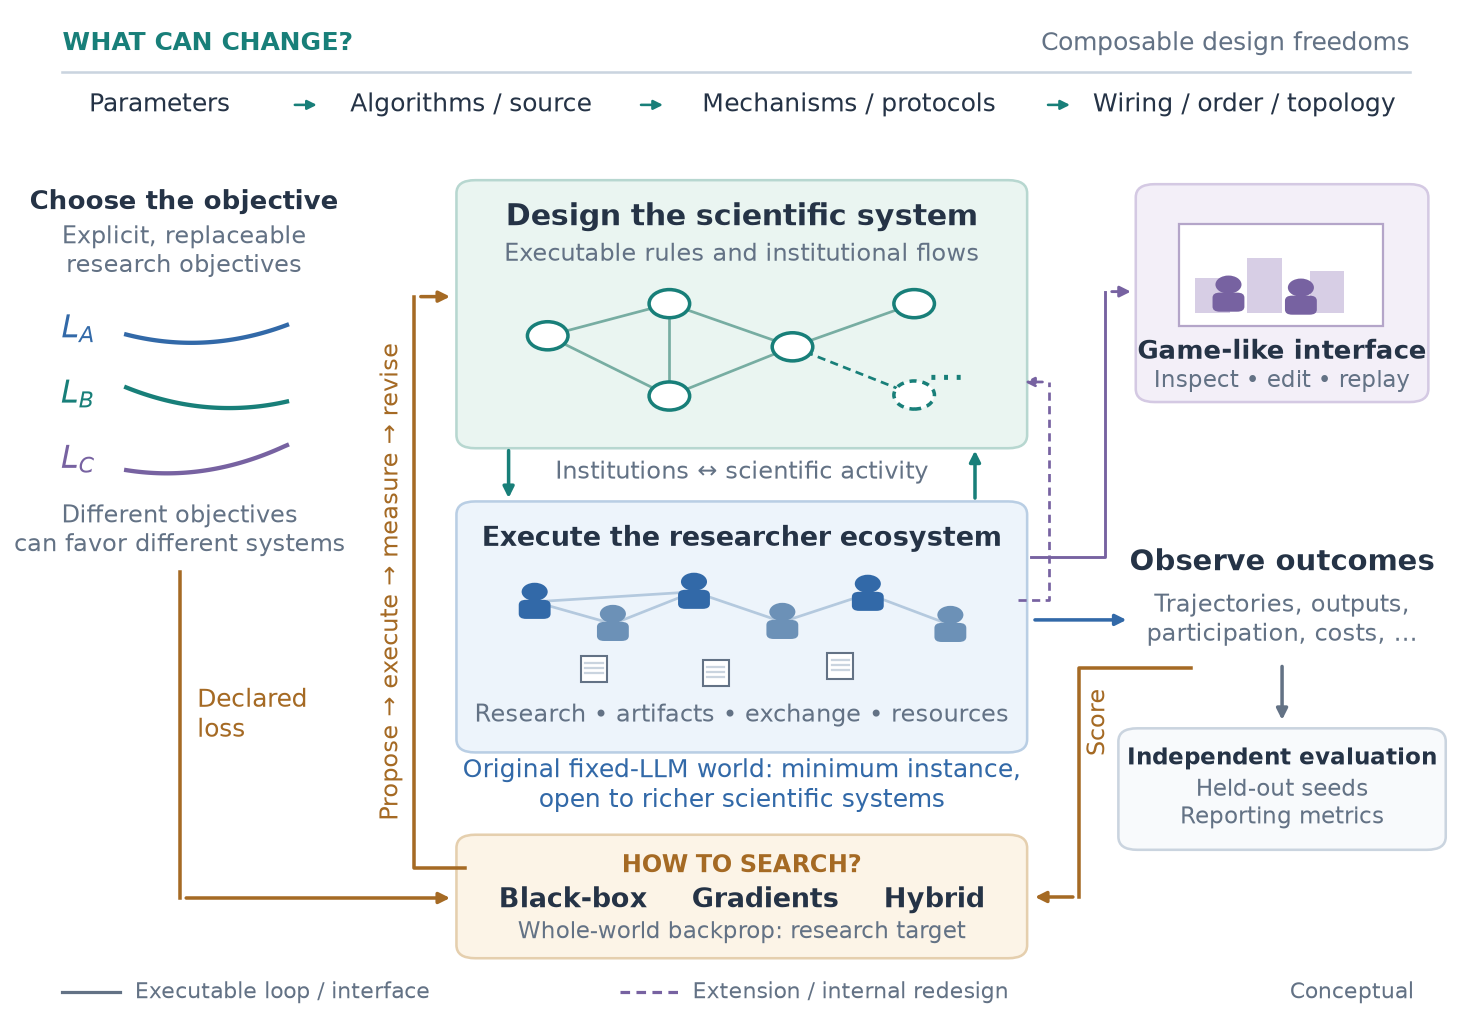 WHAT CAN CHANGE?
Composable design freedoms
Parameters → Algorithms / source → Mechanisms / protocols → Wiring / order / topology
Choose the objective
Explicit, replaceable
research objectives
L_A
L_B
L_C
Different objectives
can favor different systems
Declared
loss
Propose → execute → measure → revise
Design the scientific system
Executable rules and institutional flows
Institutions ↔ scientific activity
Execute the researcher ecosystem
Research • artifacts • exchange • resources
Original fixed-LLM world: minimum instance,
open to richer scientific systems
HOW TO SEARCH?
Black-box Gradients Hybrid
Whole-world backprop: research target
Game-like interface
Inspect • edit • replay
Observe outcomes
Trajectories, outputs,
participation, costs, ...
Score
Independent evaluation
Held-out seeds
Reporting metrics
Executable loop / interface
Extension / internal redesign
Conceptual